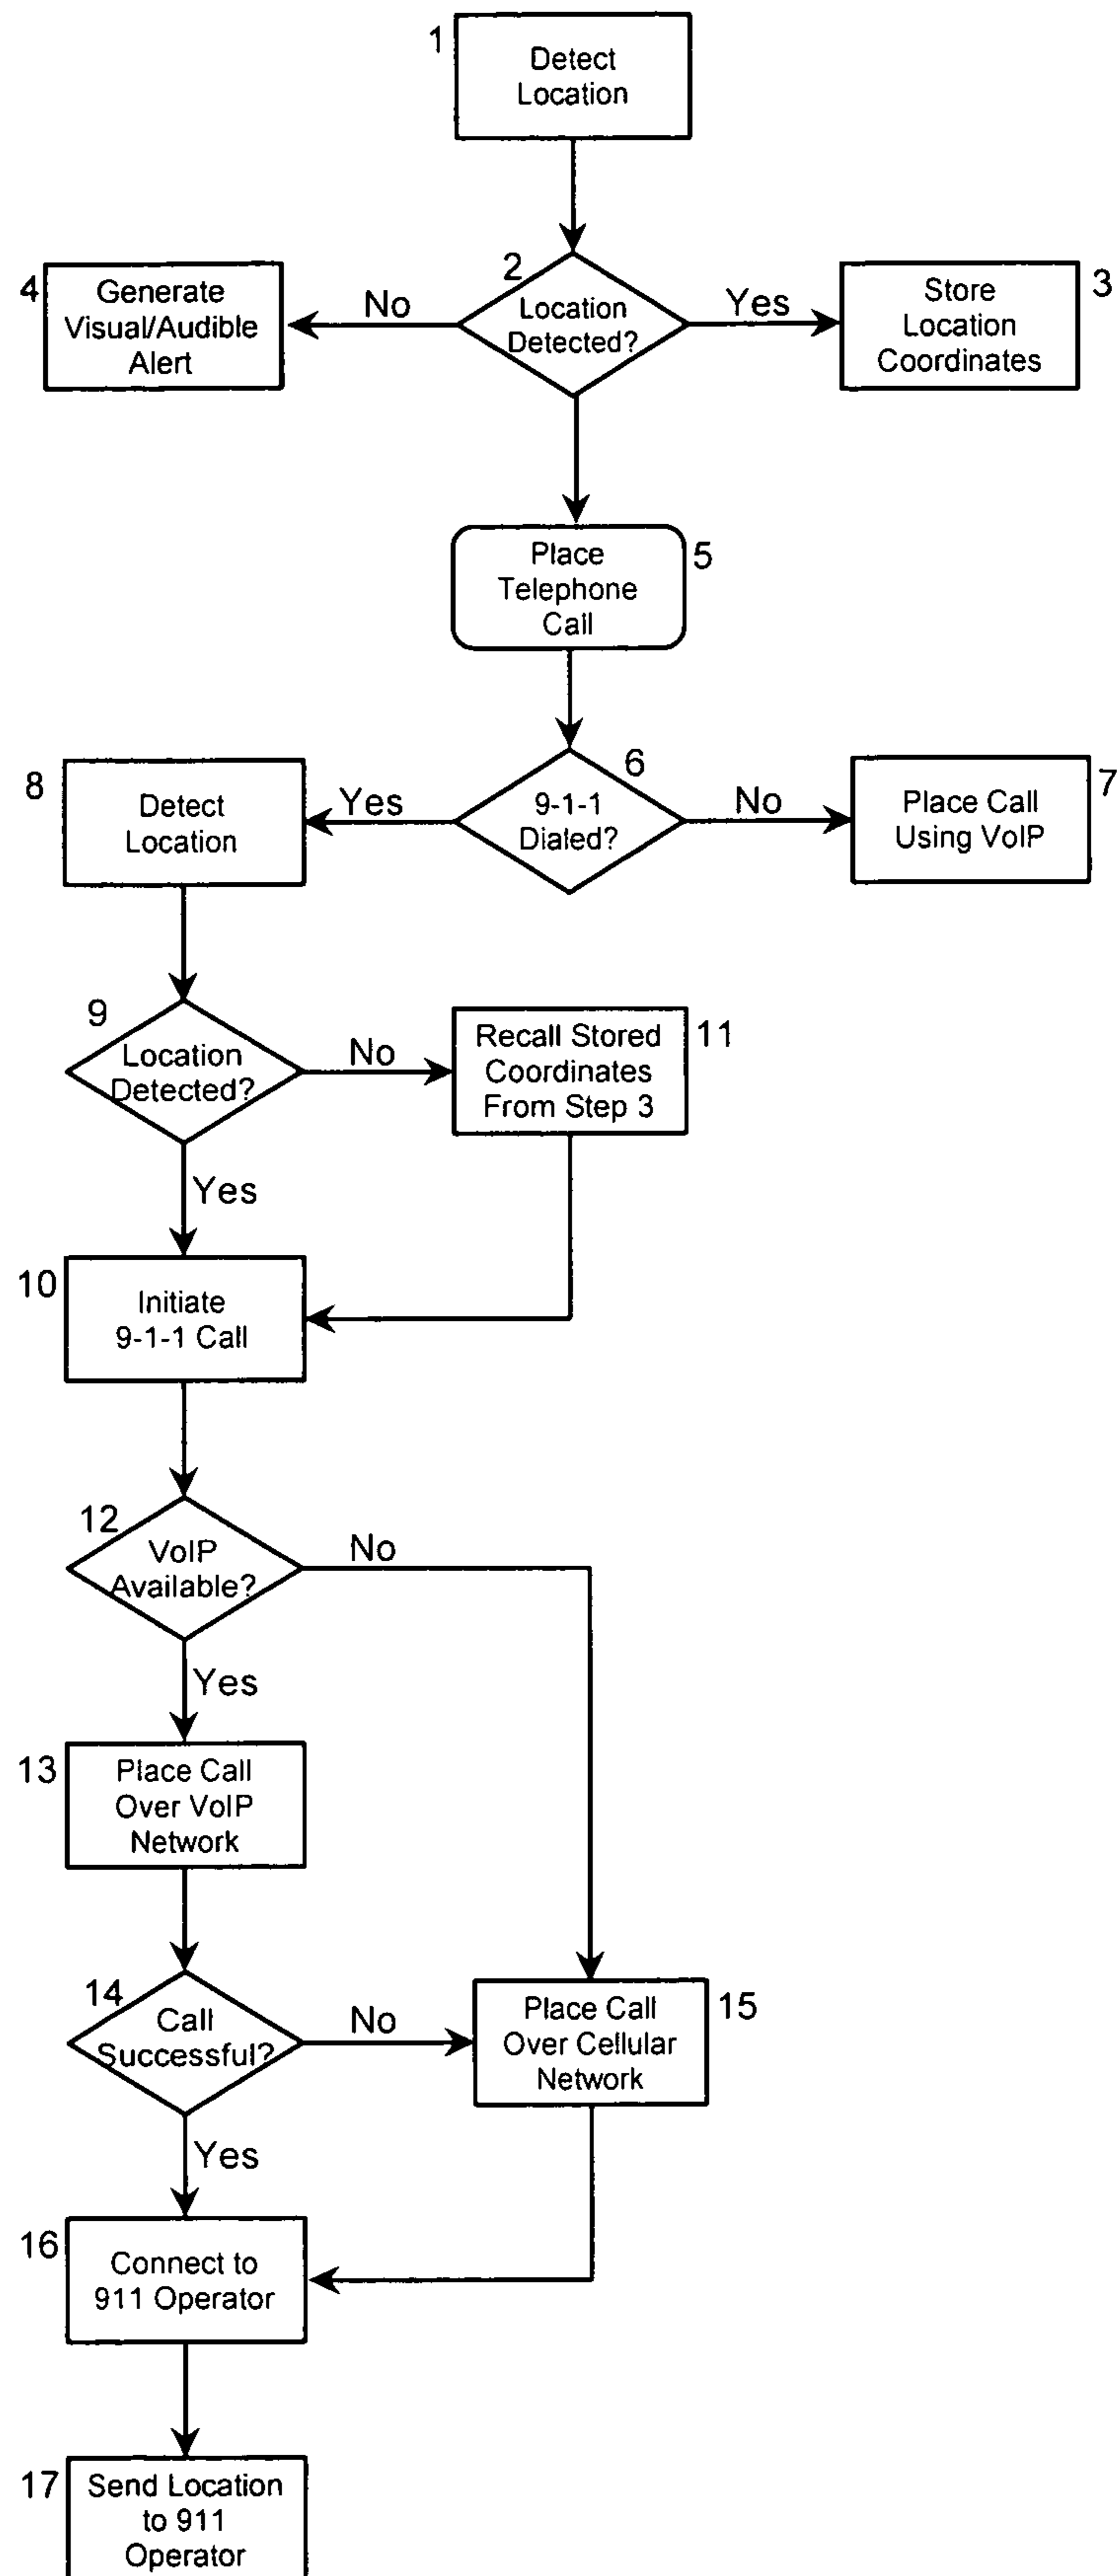 1
Detect
Location
2
Location
Detected?
No
Yes
4
Generate
Visual/Audible
Alert
3
Store
Location
Coordinates
5
Place
Telephone
Call
6
9-1-1
Dialed?
Yes
No
8
Detect
Location
7
Place Call
Using VoIP
9
Location
Detected?
No
11
Recall Stored
Coordinates
From Step 3
Yes
10
Initiate
9-1-1 Call
12
VoIP
Available?
No
Yes
13
Place Call
Over VoIP
Network
14
Call
Successful?
No
15
Place Call
Over Cellular
Network
Yes
16
Connect to
911 Operator
17
Send Location
to 911
Operator